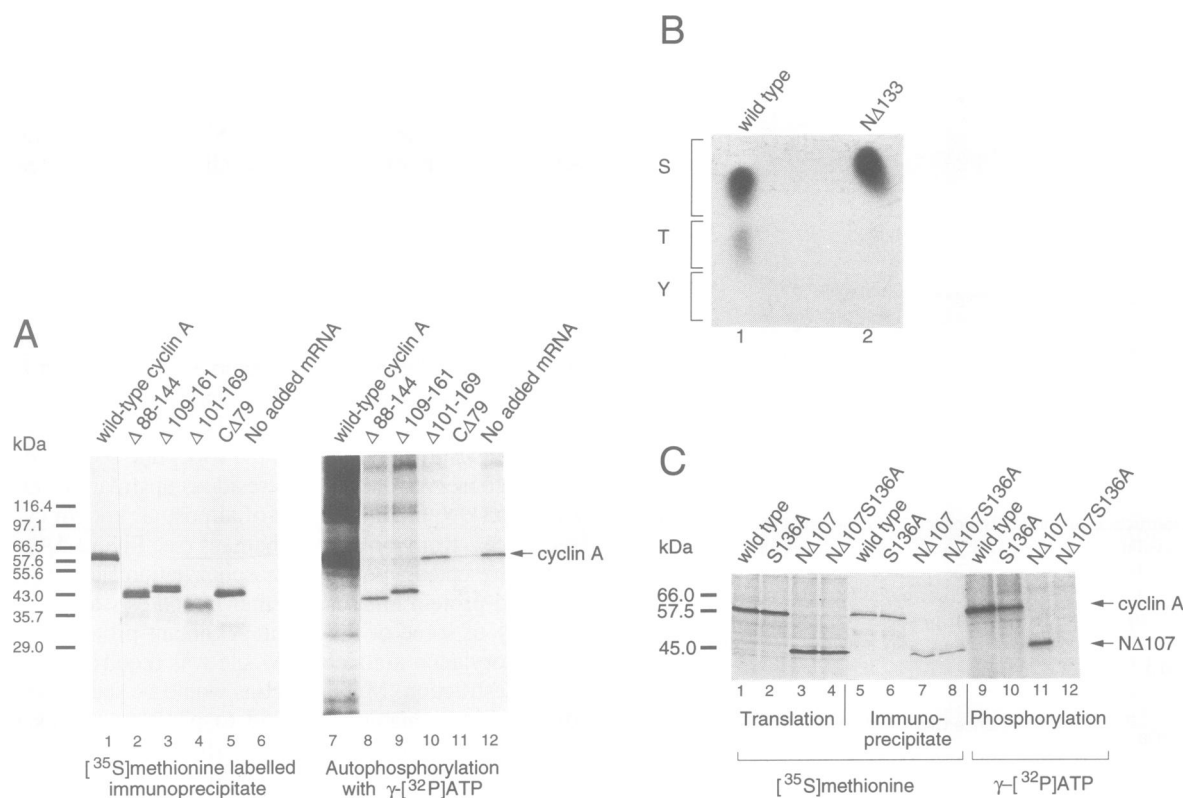 B
wild type
NΔ133
S
T
Y
1 2
A
wild-type cyclin A
Δ 88-144
Δ 109-161
Δ 101-169
CΔ79
No added mRNA
wild-type cyclin A
Δ 88-144
Δ 109-161
Δ101-169
CΔ79
No added mRNA
kDa
116.4
97.1
66.5
57.6
55.6
43.0
35.7
29.0
cyclin A
1 2 3 4 5 6 7 8 9 10 11 12
[35S]methionine labelled
immunoprecipitate
Autophosphorylation
with γ-[32P]ATP
C
wild type
S136A
NΔ107
NΔ107S136A
wild type
S136A
NΔ107
NΔ107S136A
wild type
S136A
NΔ107
NΔ107S136A
kDa
66.0
57.5
45.0
cyclin A
NΔ107
1 2 3 4 5 6 7 8 9 10 11 12
Translation
Immuno-
precipitate
Phosphorylation
[35S]methionine
γ–[32P]ATP